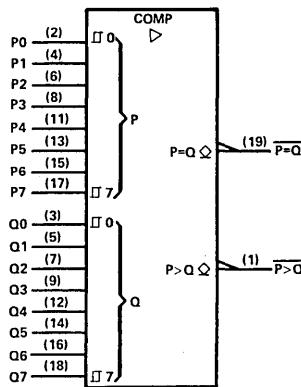 COMP
P0 (2) 0
P1 (4)
P2 (6)
P3 (8)
P4 (11) P
P5 (13)
P6 (15)
P7 (17) 7
P=Q (19) P=Q
Q0 (3) 0
Q1 (5)
Q2 (7)
Q3 (9)
Q4 (12) Q
Q5 (14)
Q6 (16)
Q7 (18) 7
P>Q (1) P>Q